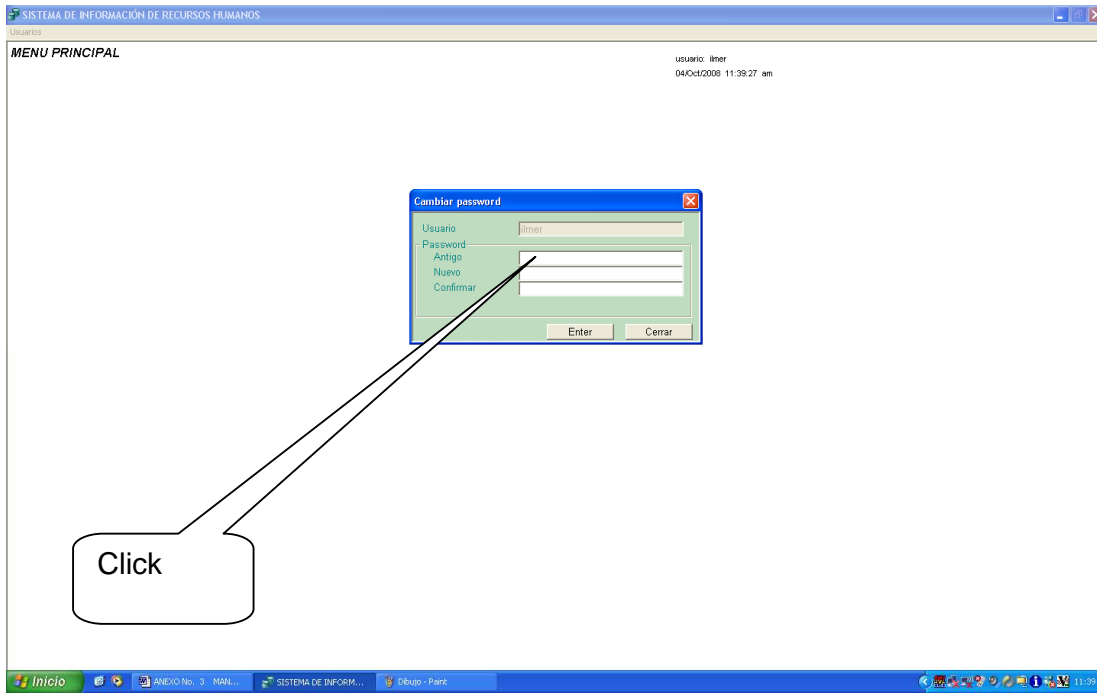 SISTEMA DE INFORMACIÓN DE RECURSOS HUMANOS
Usuarios
MENU PRINCIPAL
usuario: ilmer
04/Oct/2008 11:39:27 am
Cambiar password
Usuario
ilmer
Password
Antigo
Nuevo
Confirmar
Enter
Cerrar
Click
Inicio
ANEXO No. 3 MAN...
SISTEMA DE INFORM...
Dibujo - Paint
11:39